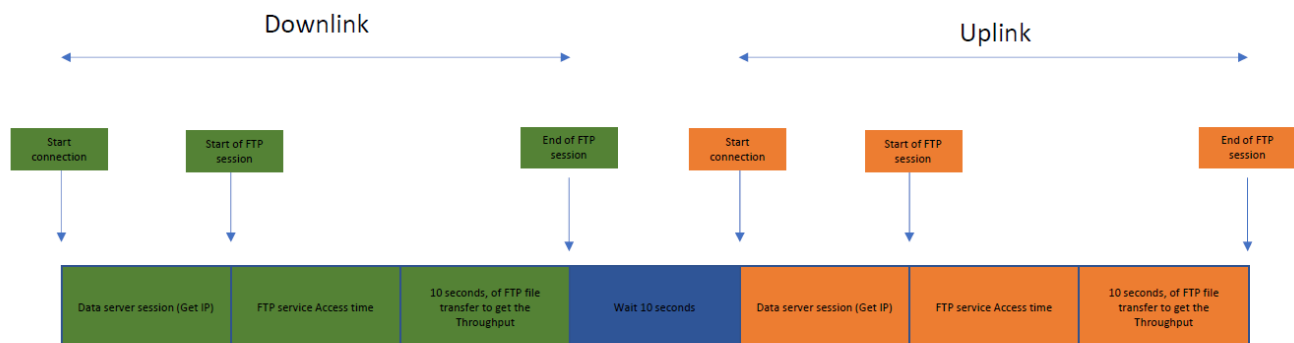 Downlink
Uplink
Start
connection
Start of FTP
session
End of FTP
session
Start
connection
Start of FTP
session
End of FTP
session
Data server session (Get IP)
FTP service Access time
10 seconds, of FTP file
transfer to get the
Throughput
Wait 10 seconds
Data server session (Get IP)
FTP service Access time
10 seconds, of FTP file
transfer to get the
Throughput